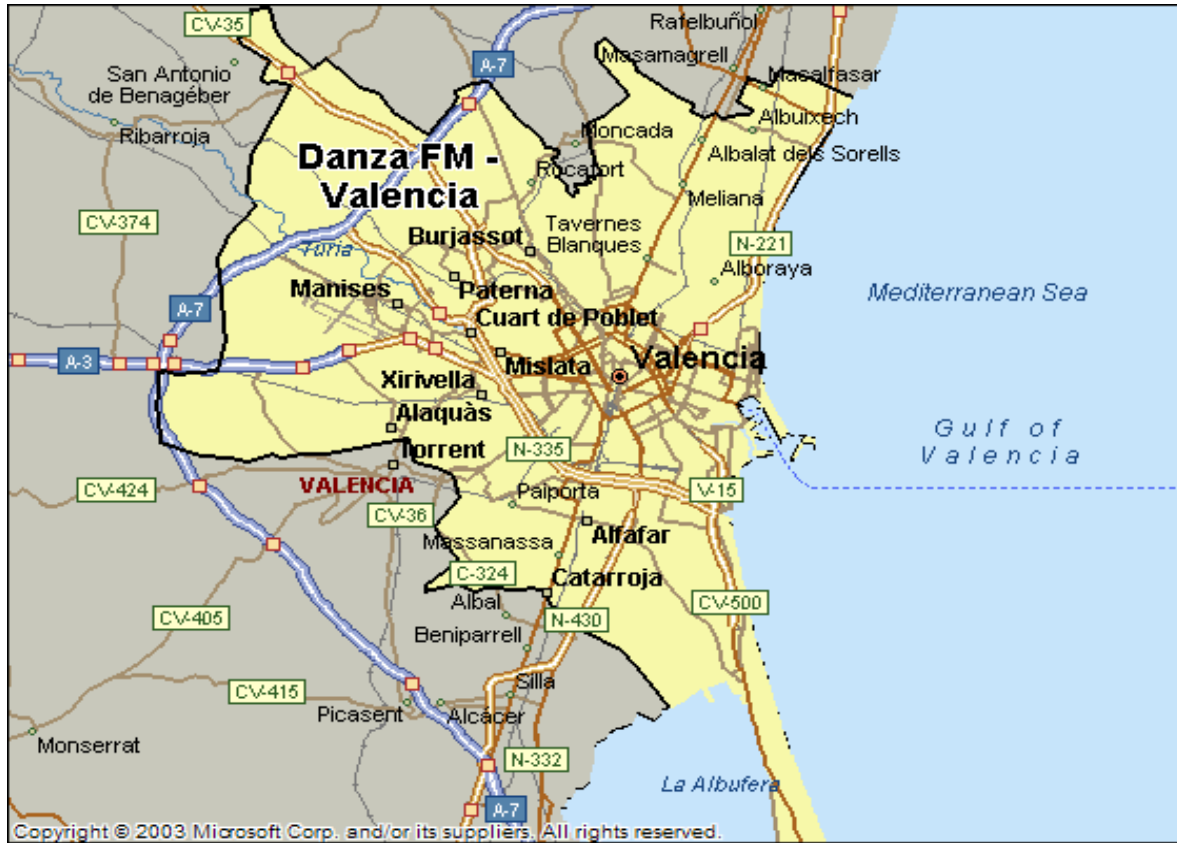 CV-35
Rafelbuñol
A-7
Masamagrell
San Antonio
de Benagéber
Masalfasar
Ribarroja
Albuixech
Moncada
Danza FM -
Valencia
Albalat dels Sorells
Rocafort
Meliana
CV-374
Tavernes
Blanques
Burjassot
N-221
Turia
Alboraya
Manises
Paterna
Mediterranean Sea
A-7
Cuart de Poblet
A-3
Mislata
Valencia
Xirivella
Alaquàs
Gulf of
Valencia
Torrent
N-335
VALENCIA
CV-424
Paiporta
V-15
CV-36
Alfafar
Massanassa
C-324
Catarroja
Albal
CV-500
CV-405
N-430
Beniparrell
CV-415
Silla
Picasent
Alcácer
Monserrat
N-332
La Albufera
A-7
Copyright © 2003 Microsoft Corp. and/or its suppliers. All rights reserved.